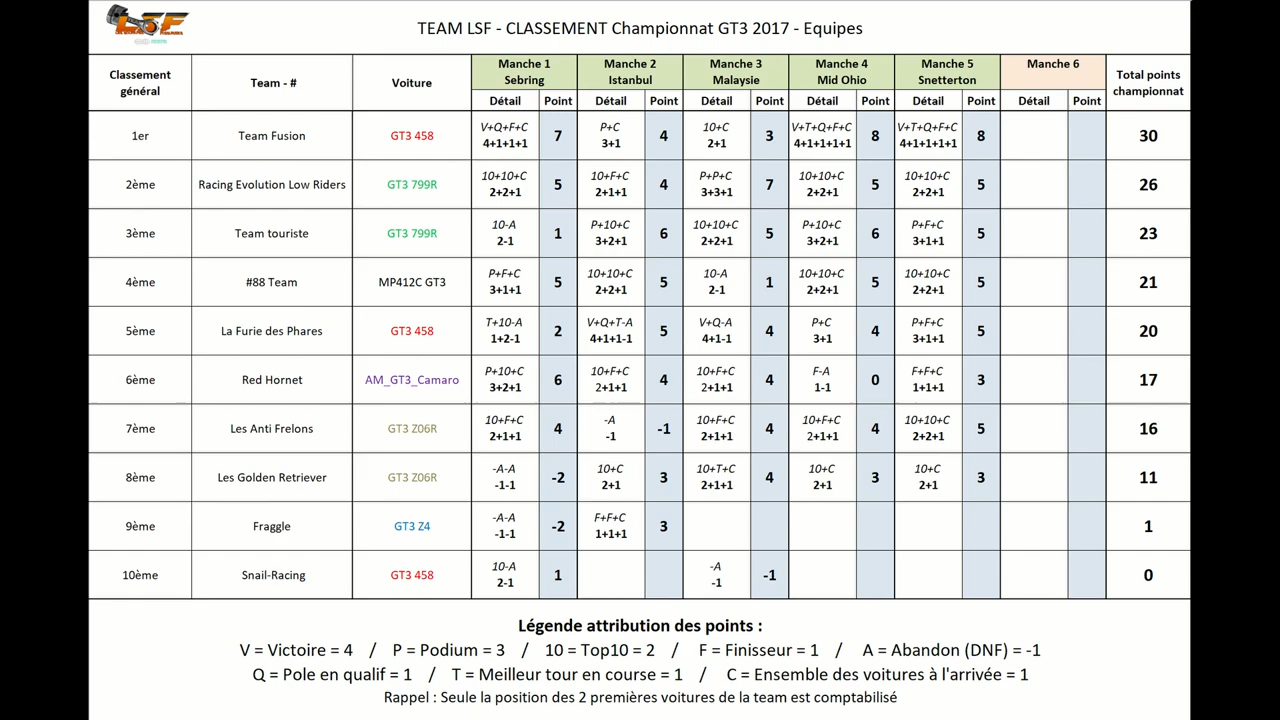 LSF
TEAM LSF - CLASSEMENT Championnat GT3 2017 - Equipes
Classement général Team - # Voiture Manche 1 Sebring Manche 2 Istanbul Manche 3 Malaysie Manche 4 Mid Ohio Manche 5 Snetterton Manche 6 Total points championnat
Détail Point Détail Point Détail Point Détail Point Détail Point Détail Point
1er Team Fusion GT3 458 V+Q+F+C 4+1+1+1 7 P+C 3+1 4 10+C 2+1 3 V+T+Q+F+C 4+1+1+1+1 8 V+T+Q+F+C 4+1+1+1+1 8 30
2ème Racing Evolution Low Riders GT3 799R 10+10+C 2+2+1 5 10+F+C 2+1+1 4 P+P+C 3+3+1 7 10+10+C 2+2+1 5 10+10+C 2+2+1 5 26
3ème Team touriste GT3 799R 10-A 2-1 1 P+10+C 3+2+1 6 10+10+C 2+2+1 5 P+10+C 3+2+1 6 P+F+C 3+1+1 5 23
4ème #88 Team MP412C GT3 P+F+C 3+1+1 5 10+10+C 2+2+1 5 10-A 2-1 1 10+10+C 2+2+1 5 10+10+C 2+2+1 5 21
5ème La Furie des Phares GT3 458 T+10-A 1+2-1 2 V+Q+T-A 4+1+1-1 5 V+Q-A 4+1-1 4 P+C 3+1 4 P+F+C 3+1+1 5 20
6ème Red Hornet AM_GT3_Camaro P+10+C 3+2+1 6 10+F+C 2+1+1 4 10+F+C 2+1+1 4 F-A 1-1 0 F+F+C 1+1+1 3 17
7ème Les Anti Frelons GT3 Z06R 10+F+C 2+1+1 4 -A -1 -1 10+F+C 2+1+1 4 10+F+C 2+1+1 4 10+10+C 2+2+1 5 16
8ème Les Golden Retriever GT3 Z06R -A-A -1-1 -2 10+C 2+1 3 10+T+C 2+1+1 4 10+C 2+1 3 10+C 2+1 3 11
9ème Fraggle GT3 Z4 -A-A -1-1 -2 F+F+C 1+1+1 3 1
10ème Snail-Racing GT3 458 10-A 2-1 1 -A -1 -1 0
Légende attribution des points :
V = Victoire = 4 / P = Podium = 3 / 10 = Top10 = 2 / F = Finisseur = 1 / A = Abandon (DNF) = -1
Q = Pole en qualif = 1 / T = Meilleur tour en course = 1 / C = Ensemble des voitures à l'arrivée = 1
Rappel : Seule la position des 2 premières voitures de la team est comptabilisé